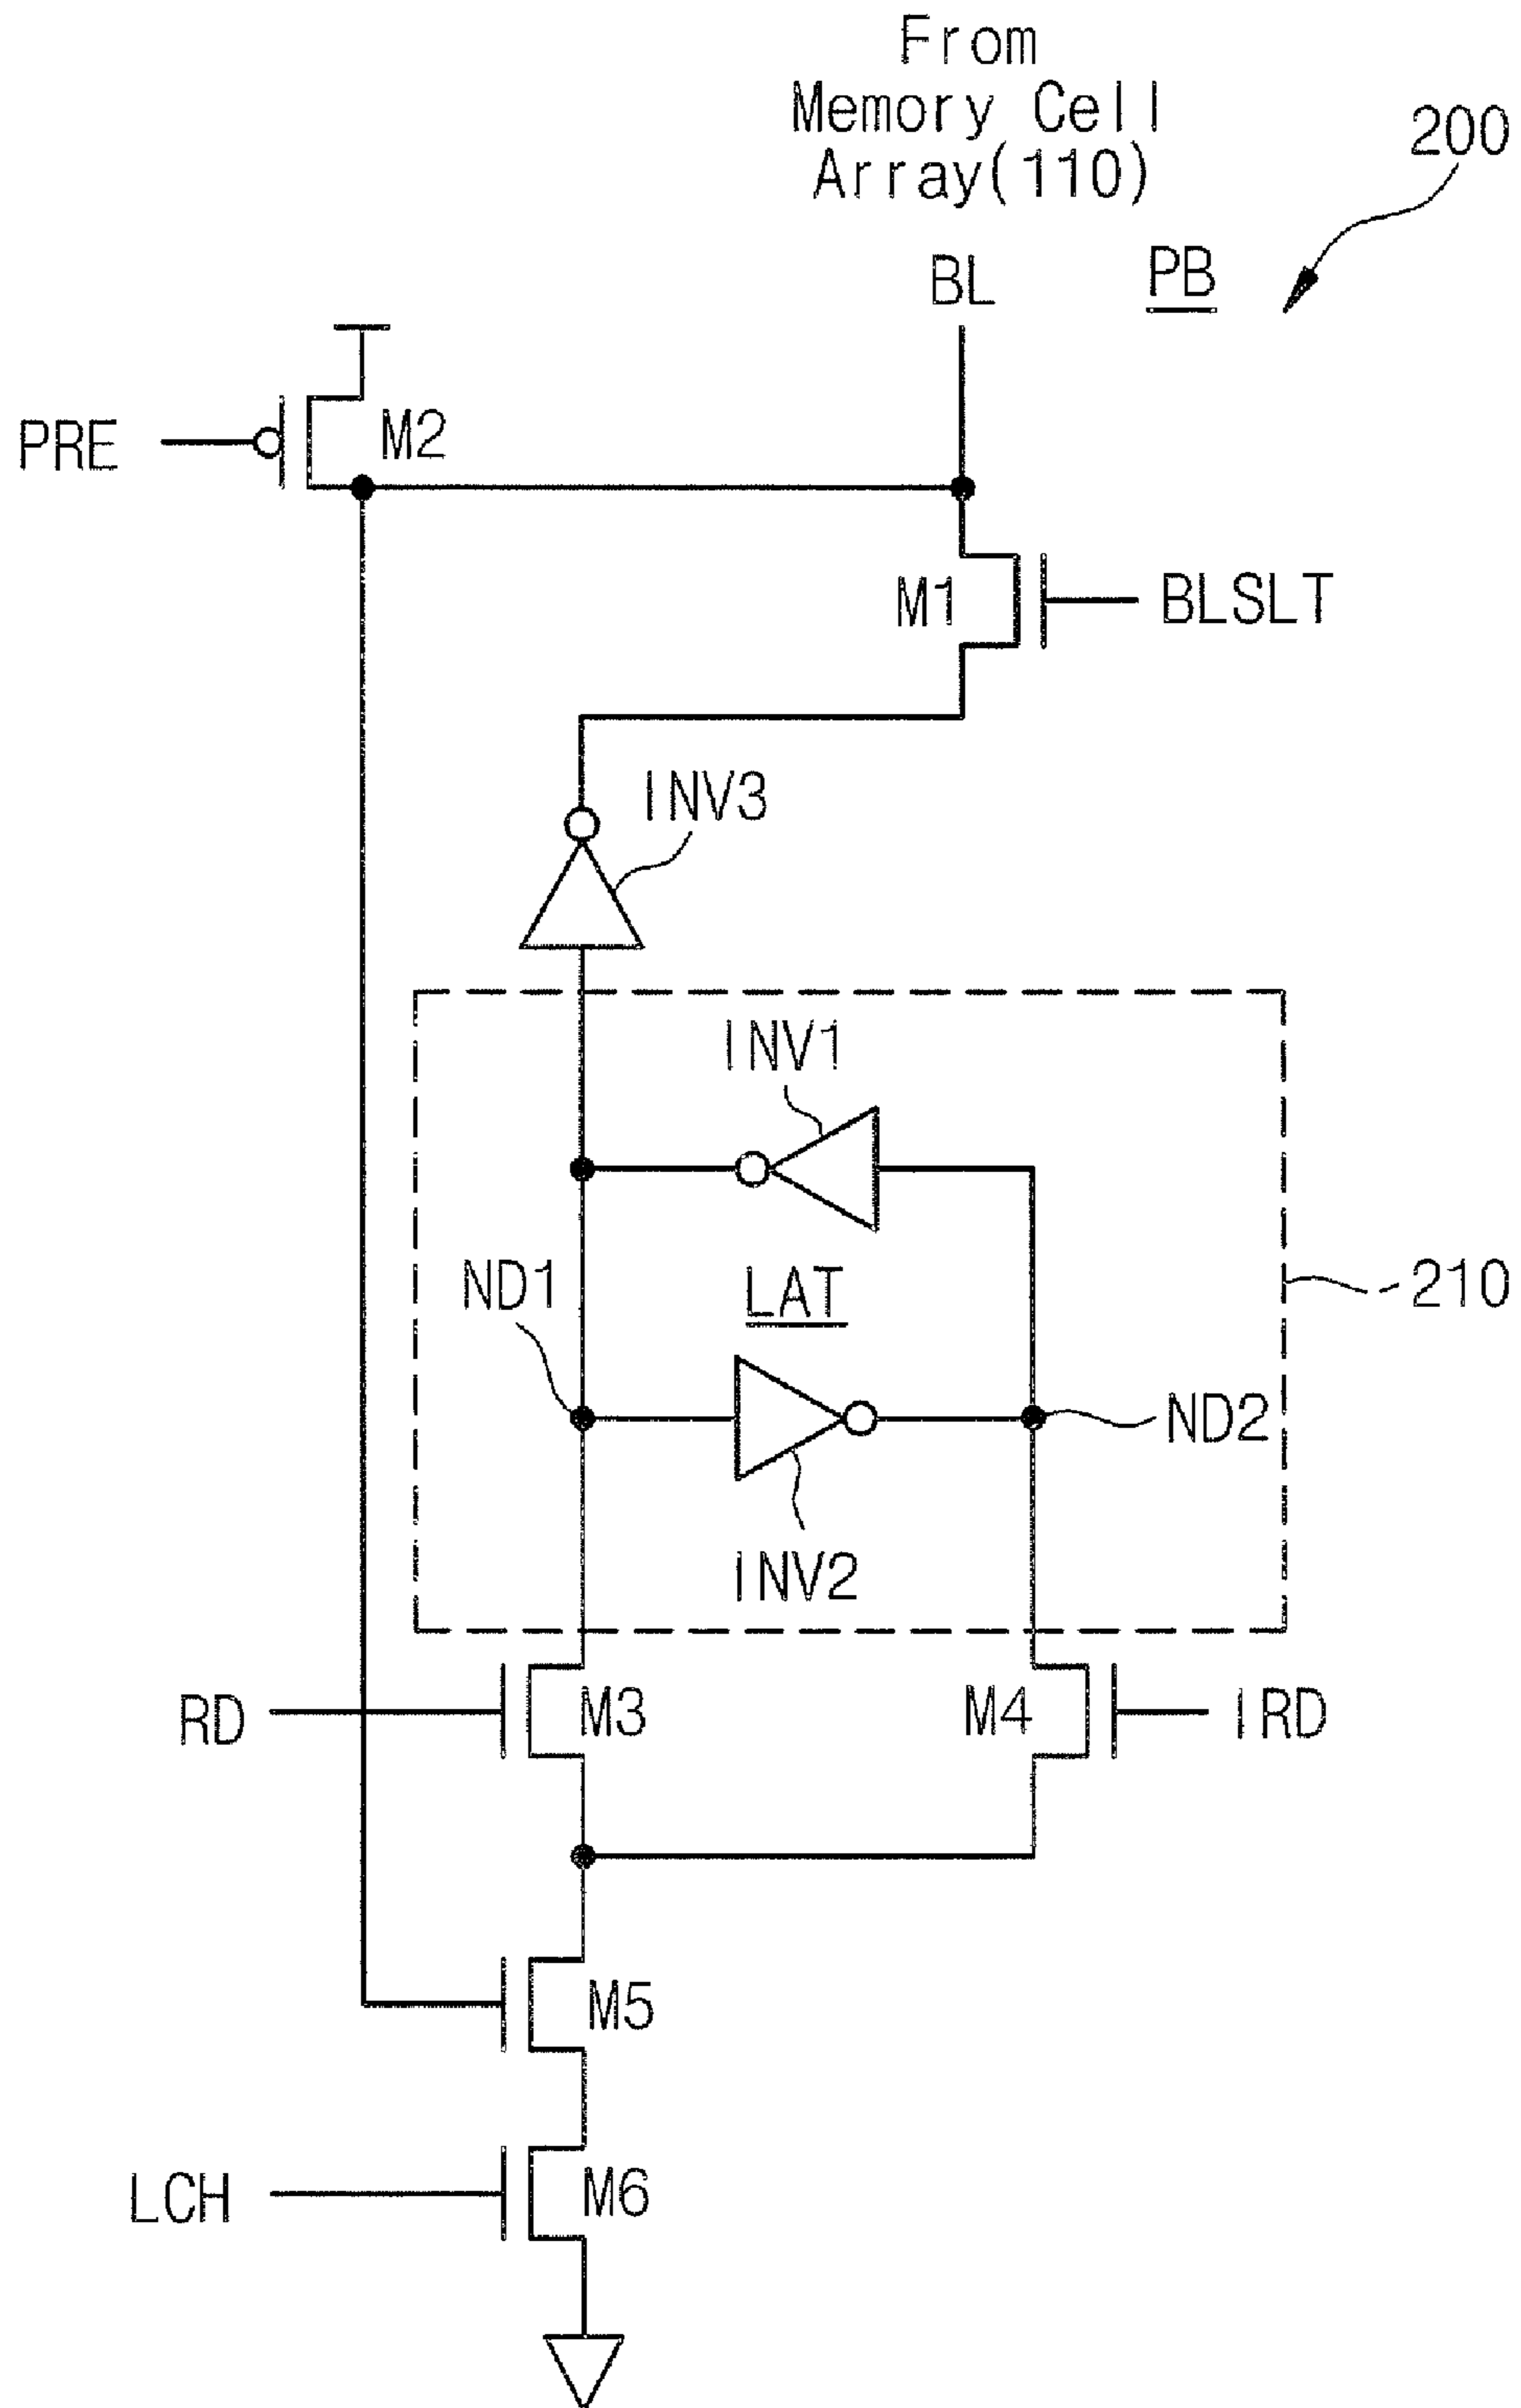 From
Memory Cell
Array(110)
200
PB
BL
PRE
M2
M1
BLSLT
INV3
INV1
ND1
LAT
210
ND2
INV2
RD
M3
M4
IRD
M5
LCH
M6